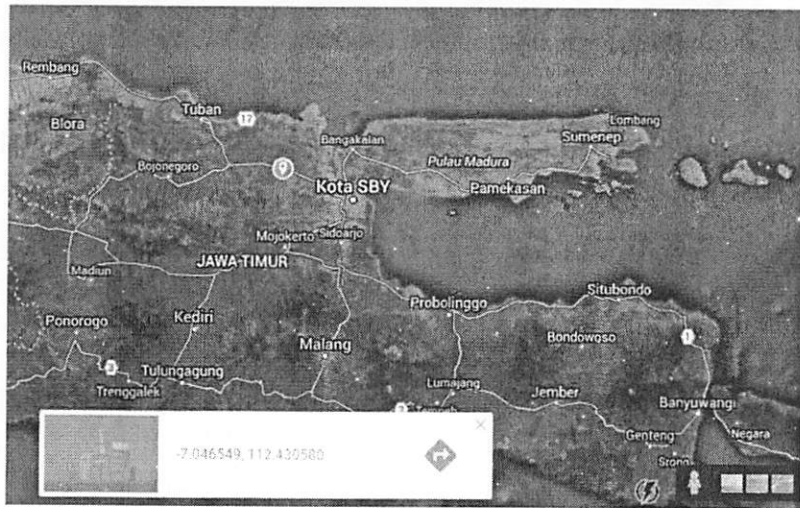 Rembang
Tuban
17
Blora
Lombang
Bangakalan
Sumenep
Bojonegoro
Pulau Madura
Kota SBY
Pamekasan
Mojokerto
Sidoarjo
JAWA TIMUR
Madiun
Situbondo
Probolinggo
Ponorogo
Kediri
Malang
Bondowoso
1
3
Tulungagung
Trenggalek
Lumajang
Jember
Banyuwangi
Genteng
Negara
-7.046549, 112.430580